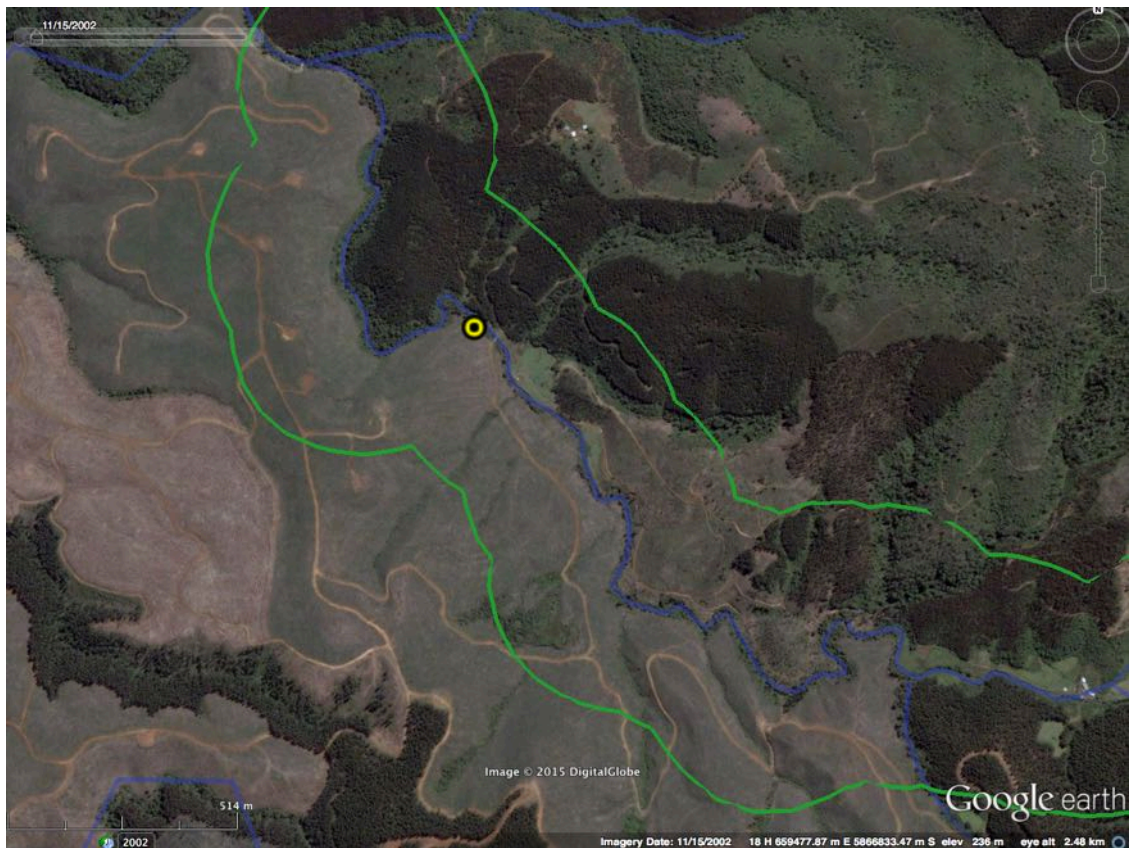 11/15/2002
N
Image © 2015 DigitalGlobe
Google earth
514 m
2002
Imagery Date: 11/15/2002 18 H 659477.87 m E 5866833.47 m S elev 236 m eye alt 2.48 km